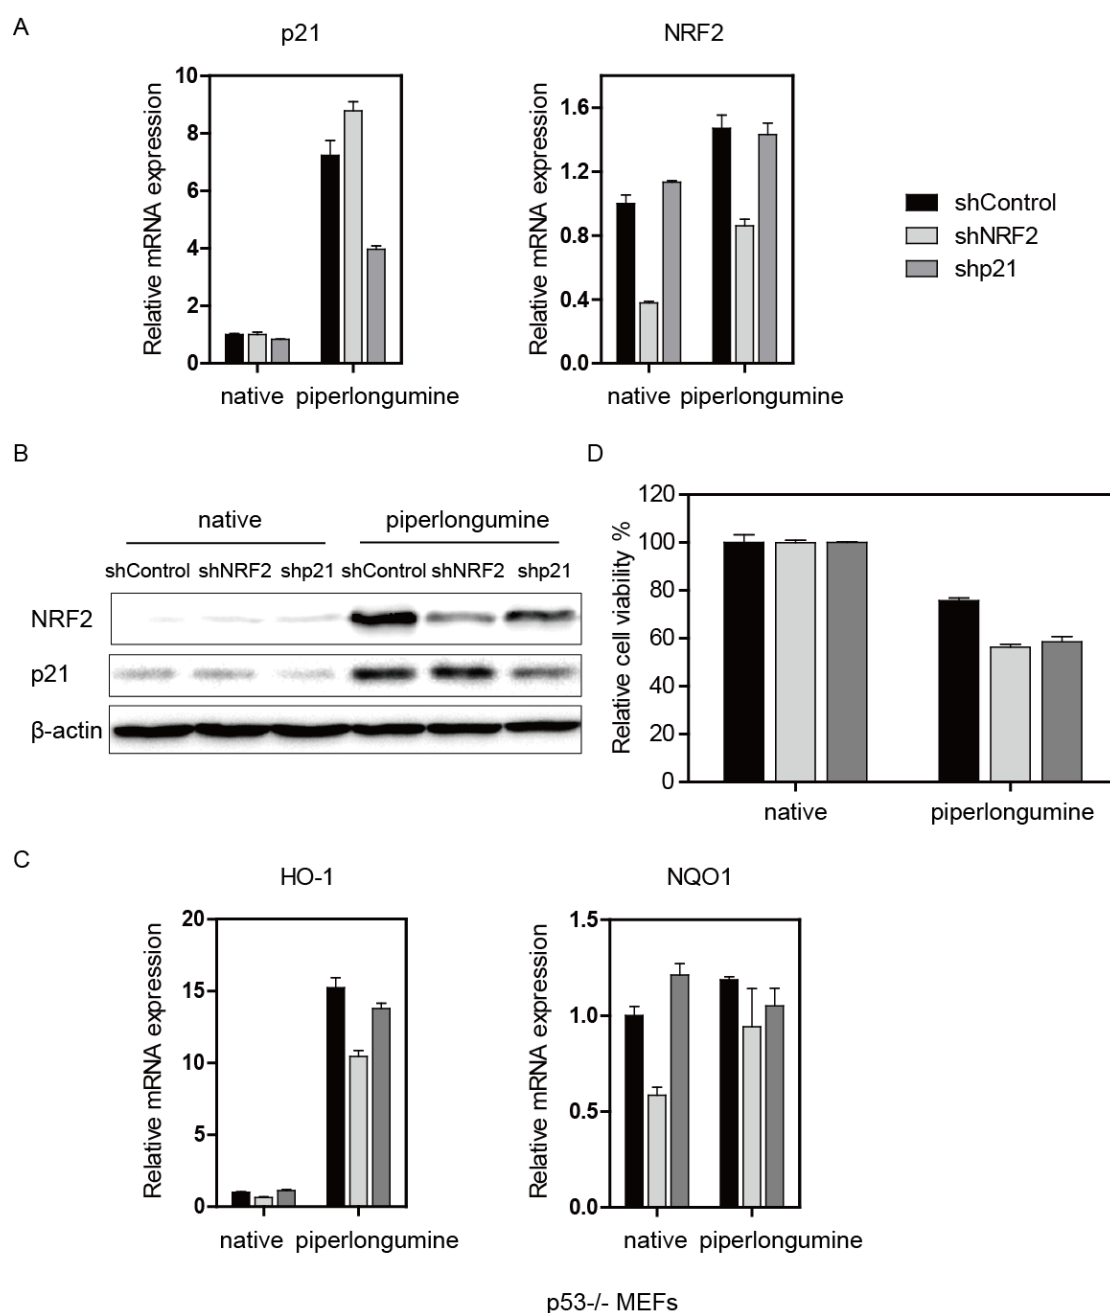 A
p21
NRF2
Relative mRNA expression
10
8
6
4
2
0
native piperlongumine
Relative mRNA expression
1.6
1.2
0.8
0.4
0.0
native piperlongumine
shControl
shNRF2
shp21
B
native piperlongumine
shControl shNRF2 shp21 shControl shNRF2 shp21
NRF2
p21
β-actin
D
Relative cell viability %
120
100
80
60
40
20
0
native piperlongumine
C
HO-1
NQO1
Relative mRNA expression
20
15
10
5
0
native piperlongumine
Relative mRNA expression
1.5
1.0
0.5
0.0
native piperlongumine
p53-/- MEFs